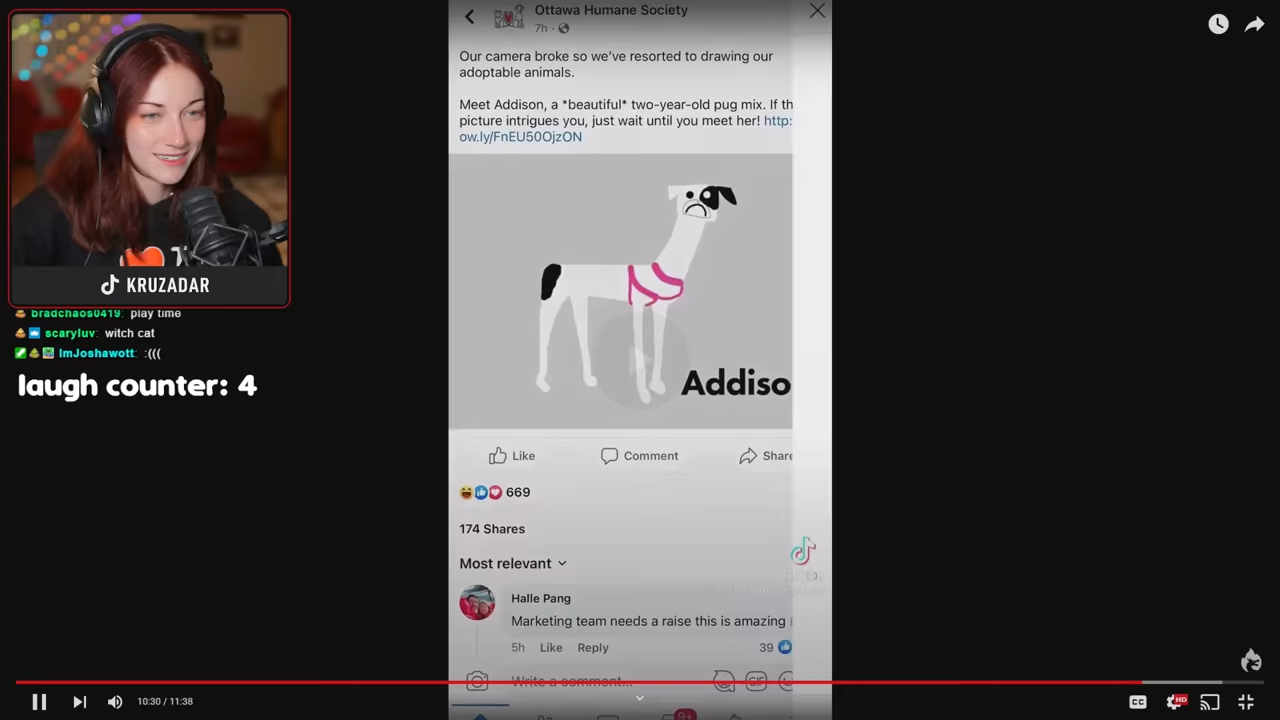 Ottawa Humane Society
7h ·
Our camera broke so we've resorted to drawing our
adoptable animals.
Meet Addison, a *beautiful* two-year-old pug mix. If th
picture intrigues you, just wait until you meet her! http:
ow.ly/FnEU50OjzON
KRUZADAR
bradchaos0419: play time
scaryluv: witch cat
ImJoshawott: :(((
laugh counter: 4
Addiso
Like
Comment
Share
669
174 Shares
Most relevant
Halle Pang
Marketing team needs a raise this is amazing
5h Like Reply 39
Write a comment...
GIF
9+
10:30 / 11:38
CC
HD